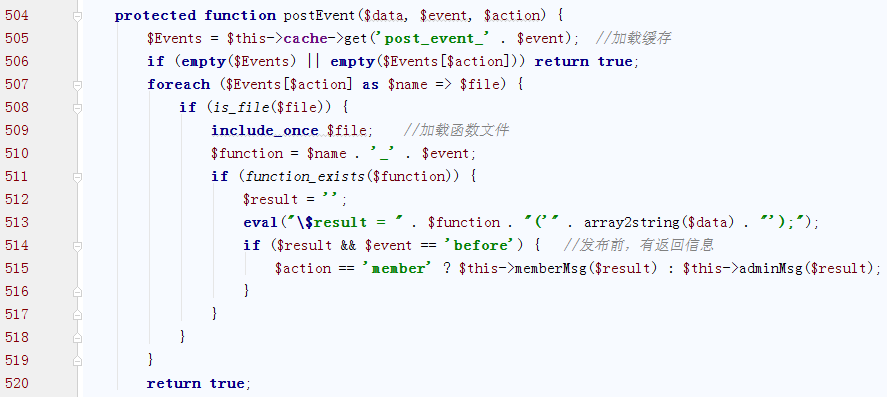 504 protected function postEvent($data, $event, $action) {
505 $Events = $this->cache->get('post_event_' . $event); //加载缓存
506 if (empty($Events) || empty($Events[$action])) return true;
507 foreach ($Events[$action] as $name => $file) {
508 if (is_file($file)) {
509 include_once $file; //加载函数文件
510 $function = $name . '_' . $event;
511 if (function_exists($function)) {
512 $result = '';
513 eval("\$result = " . $function . "('" . array2string($data) . "');");
514 if ($result && $event == 'before') { //发布前，有返回信息
515 $action == 'member' ? $this->memberMsg($result) : $this->adminMsg($result);
516 }
517 }
518 }
519 }
520 return true;